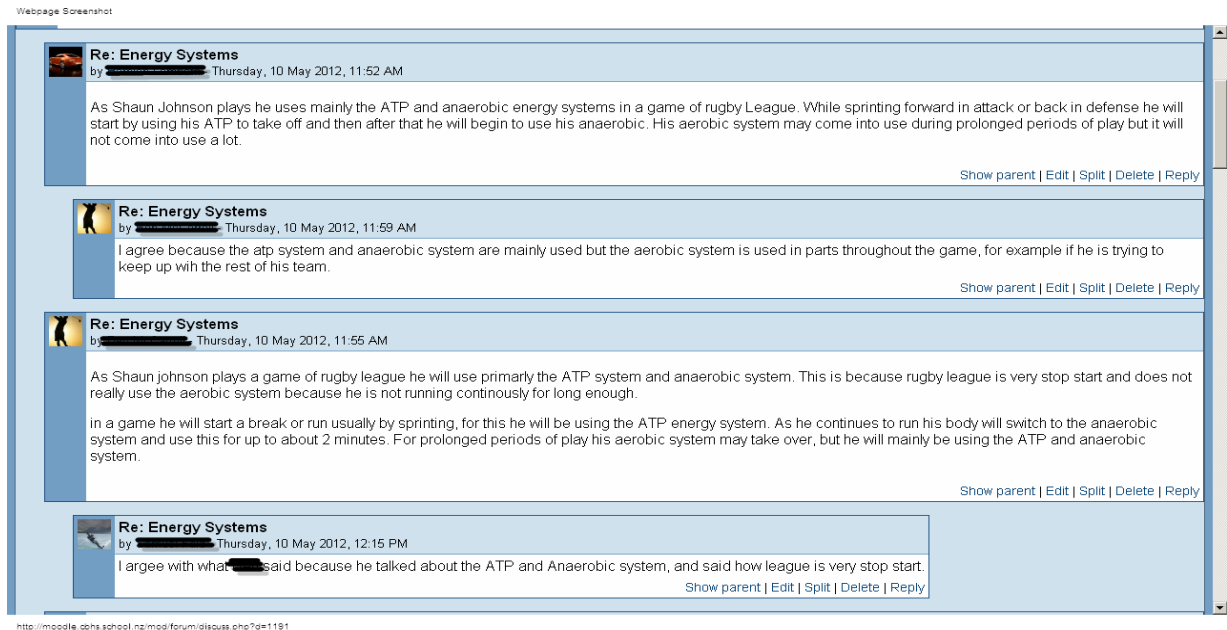 Webpage Screenshot
Re: Energy Systems
by Thursday, 10 May 2012, 11:52 AM
As Shaun Johnson plays he uses mainly the ATP and anaerobic energy systems in a game of rugby League. While sprinting forward in attack or back in defense he will
start by using his ATP to take off and then after that he will begin to use his anaerobic. His aerobic system may come into use during prolonged periods of play but it will
not come into use a lot.
Show parent | Edit | Split | Delete | Reply
Re: Energy Systems
by Thursday, 10 May 2012, 11:59 AM
I agree because the atp system and anaerobic system are mainly used but the aerobic system is used in parts throughout the game, for example if he is trying to
keep up wih the rest of his team.
Show parent | Edit | Split | Delete | Reply
Re: Energy Systems
by Thursday, 10 May 2012, 11:55 AM
As Shaun johnson plays a game of rugby league he will use primarly the ATP system and anaerobic system. This is because rugby league is very stop start and does not
really use the aerobic system because he is not running continously for long enough.
in a game he will start a break or run usually by sprinting, for this he will be using the ATP energy system. As he continues to run his body will switch to the anaerobic
system and use this for up to about 2 minutes. For prolonged periods of play his aerobic system may take over, but he will mainly be using the ATP and anaerobic
system.
Show parent | Edit | Split | Delete | Reply
Re: Energy Systems
by Thursday, 10 May 2012, 12:15 PM
I argee with what said because he talked about the ATP and Anaerobic system, and said how league is very stop start.
Show parent | Edit | Split | Delete | Reply
http://moodle.cbhs.school.nz/mod/forum/discuss.php?d=1191